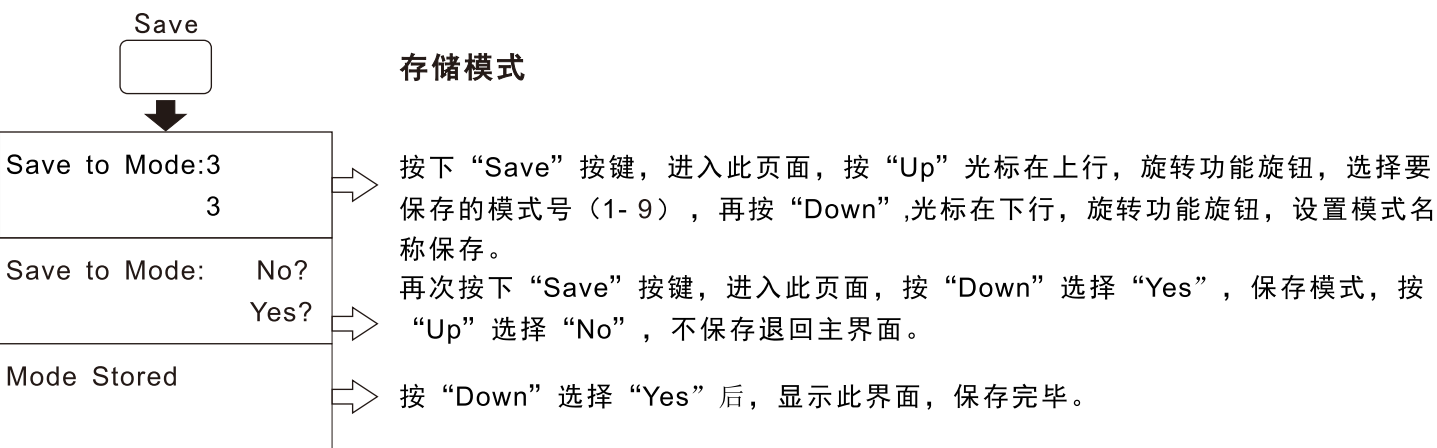 Save
存储模式
Save to Mode:3
3
按下“Save”按键，进入此页面，按“Up”光标在上行，旋转功能旋钮，选择要
保存的模式号（1- 9），再按“Down”,光标在下行，旋转功能旋钮，设置模式名
称保存。
Save to Mode: No?
Yes?
再次按下“Save”按键，进入此页面，按“Down”选择“Yes”，保存模式，按
“Up”选择“No”，不保存退回主界面。
Mode Stored
按“Down”选择“Yes”后，显示此界面，保存完毕。